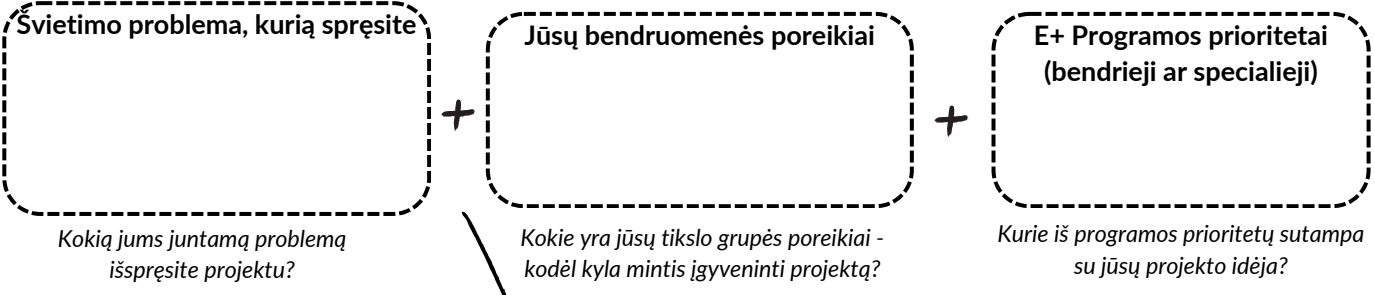 Švietimo problema, kurią spręsite
Kokią jums juntamą problemą
išspręsite projektu?
+
Jūsų bendruomenės poreikiai
Kokie yra jūsų tikslo grupės poreikiai -
kodėl kyla mintis įgyveninti projektą?
+
E+ Programos prioritetai
(bendrieji ar specialieji)
Kurie iš programos prioritetų sutampa
su jūsų projekto idėja?